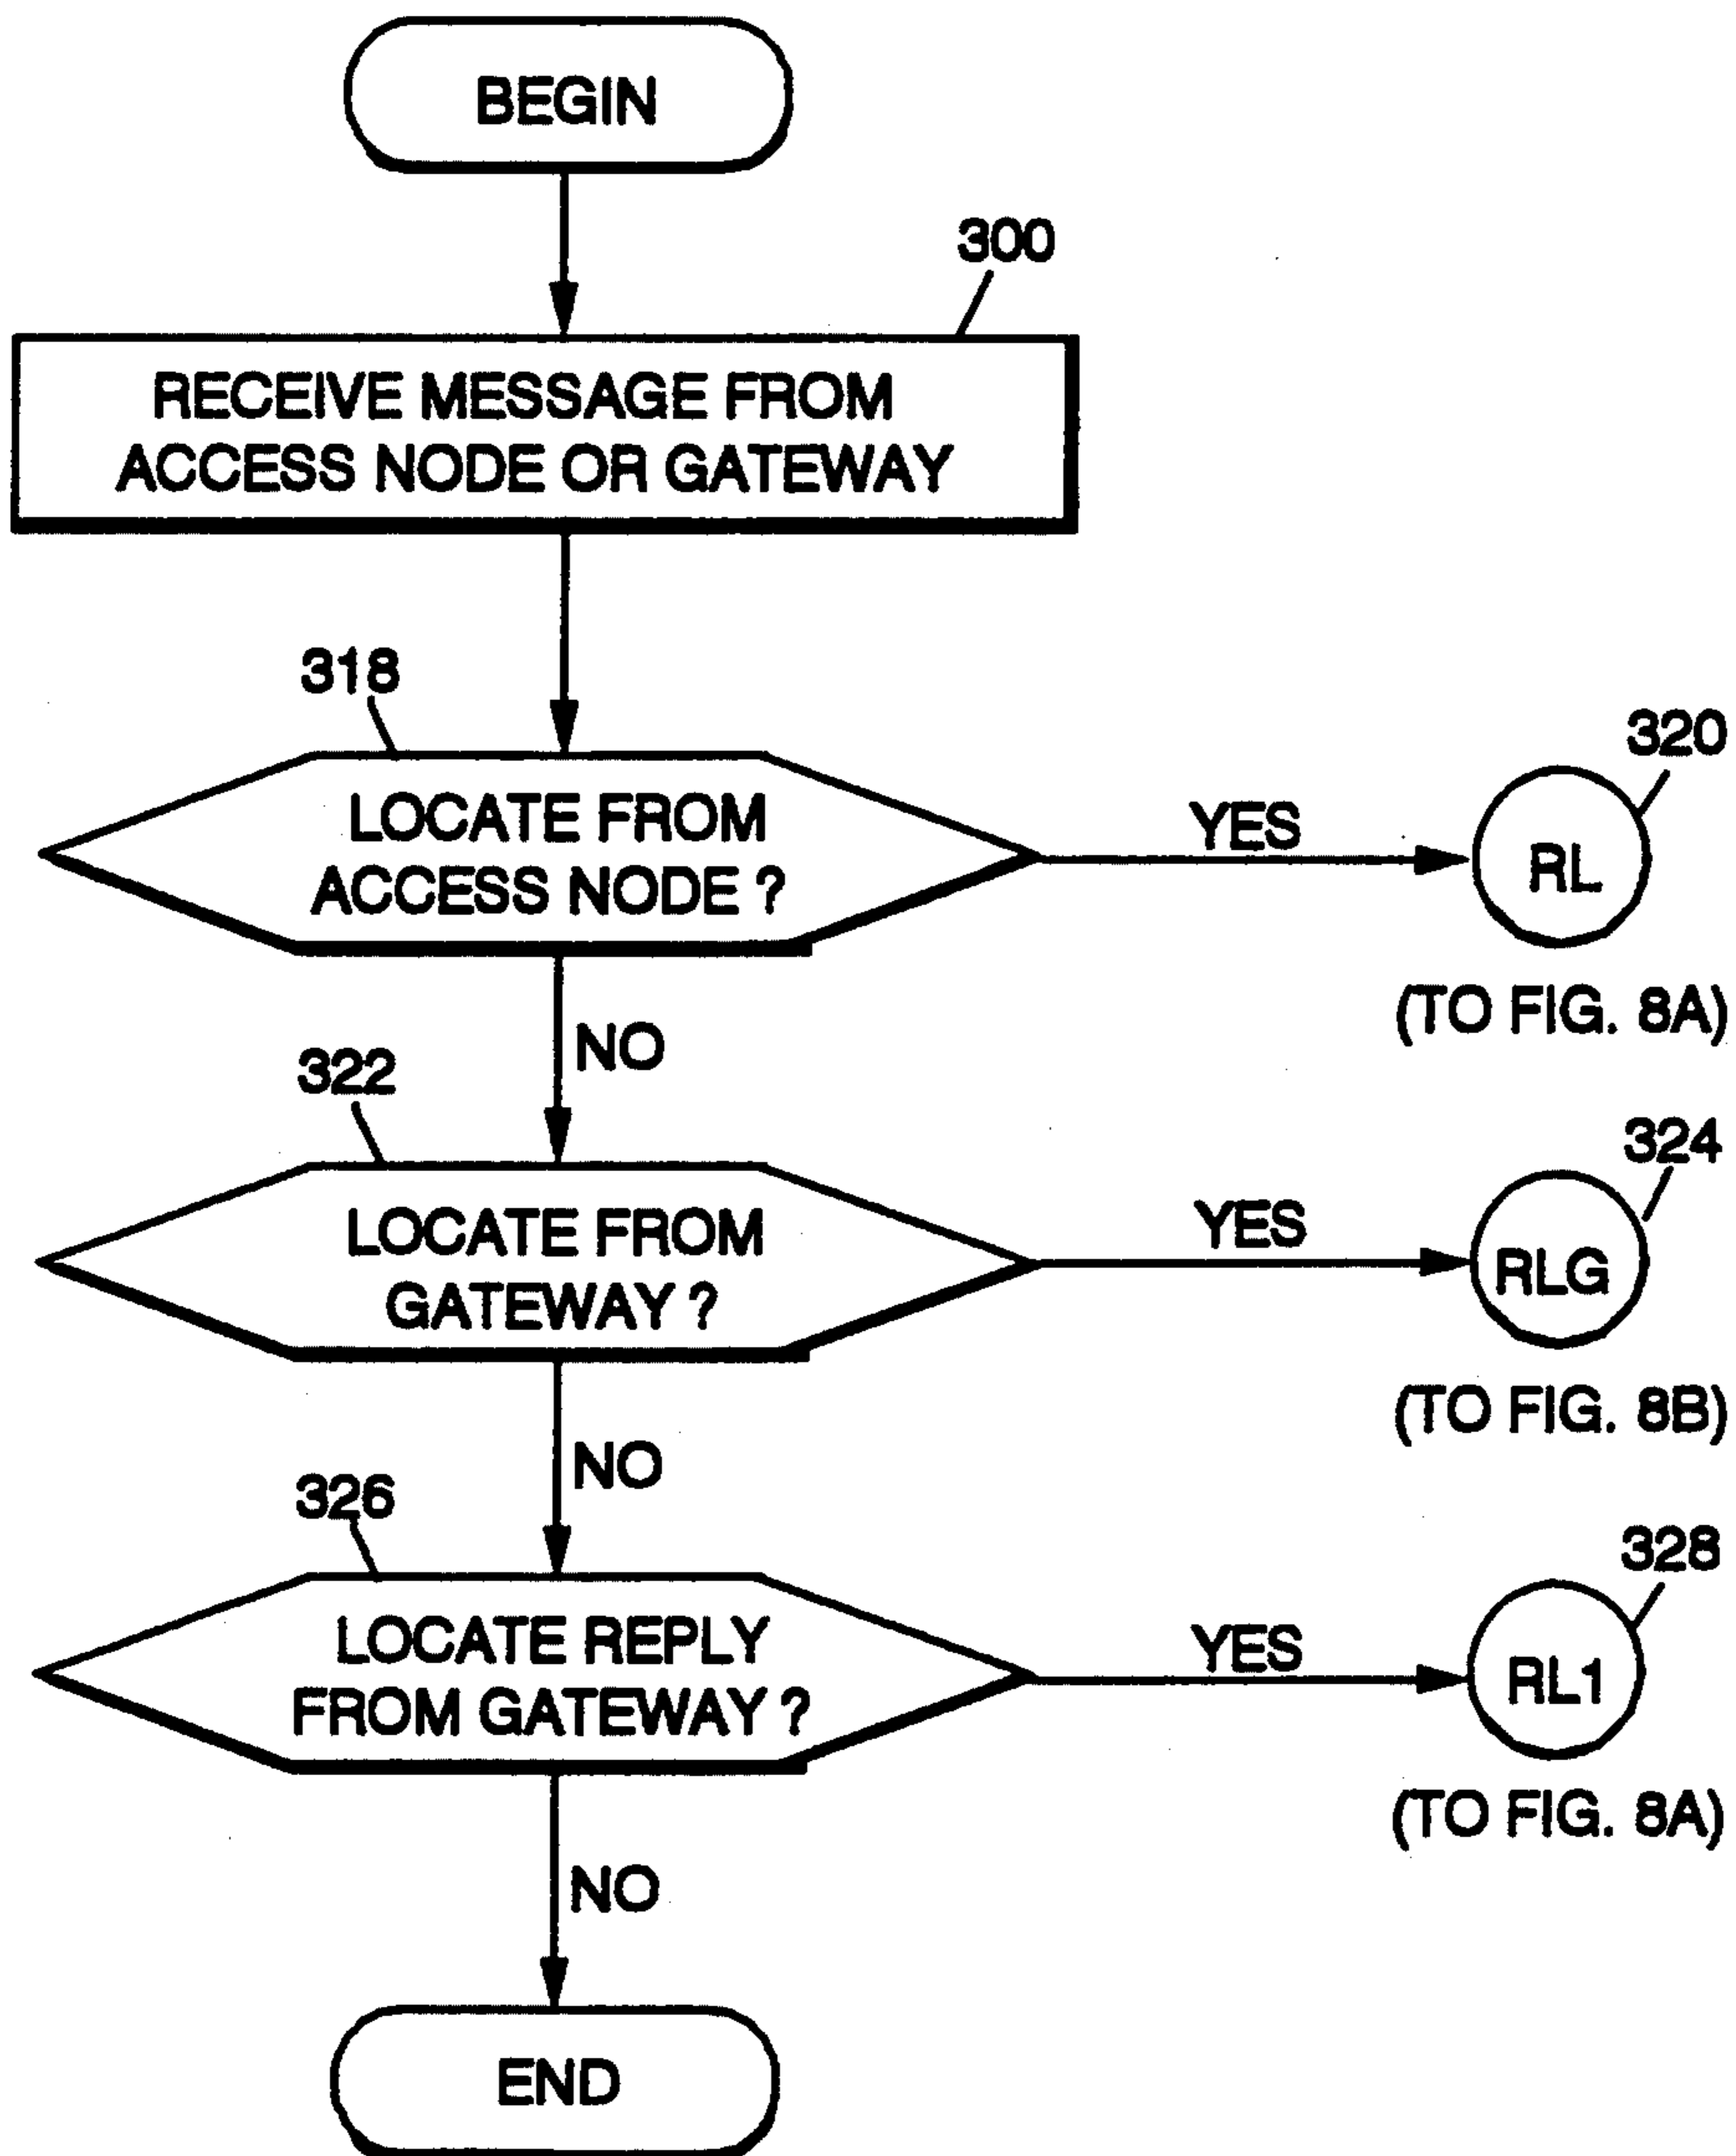 BEGIN
300
RECEIVE MESSAGE FROM
ACCESS NODE OR GATEWAY
318
LOCATE FROM
ACCESS NODE ?
YES
320
RL
(TO FIG. 8A)
NO
322
LOCATE FROM
GATEWAY ?
YES
324
RLG
(TO FIG. 8B)
NO
326
LOCATE REPLY
FROM GATEWAY ?
YES
328
RL1
(TO FIG. 8A)
NO
END